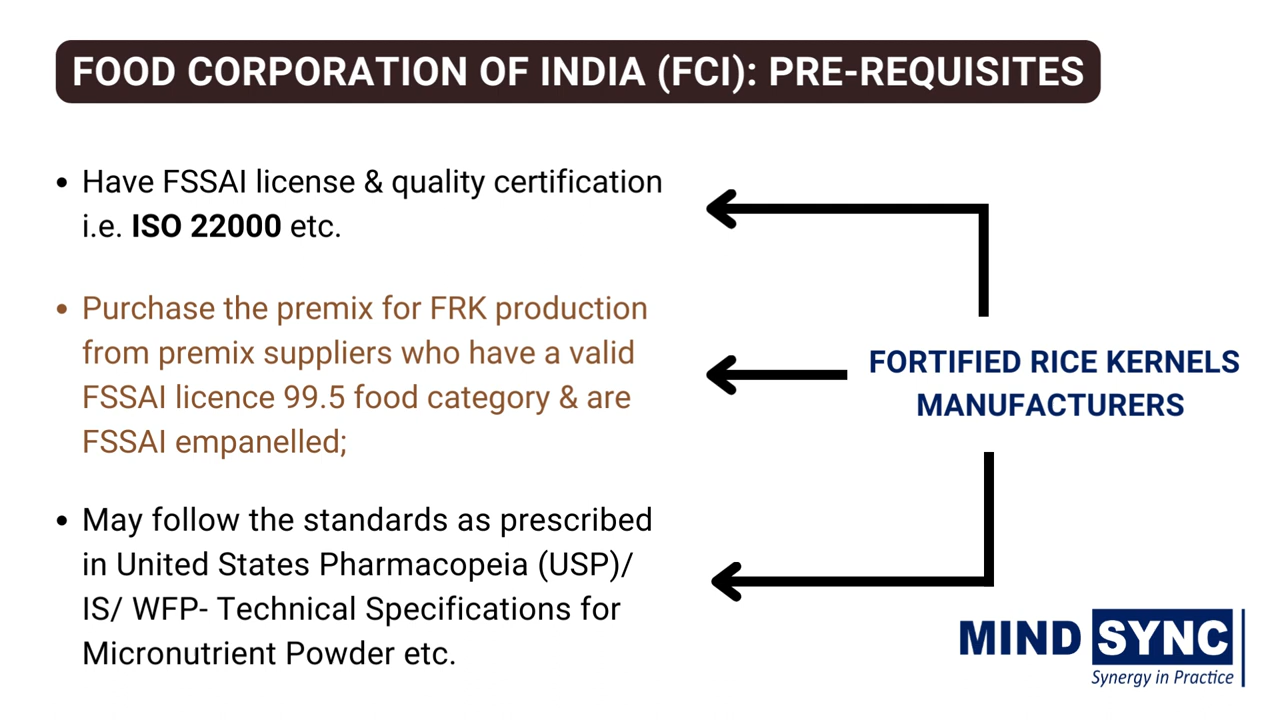 FOOD CORPORATION OF INDIA (FCI): PRE-REQUISITES
• Have FSSAI license & quality certification
i.e. ISO 22000 etc.
• Purchase the premix for FRK production
from premix suppliers who have a valid
FSSAI licence 99.5 food category & are
FSSAI empanelled;
• May follow the standards as prescribed
in United States Pharmacopeia (USP)/
IS/ WFP- Technical Specifications for
Micronutrient Powder etc.
FORTIFIED RICE KERNELS
MANUFACTURERS
MIND SYNC
Synergy in Practice